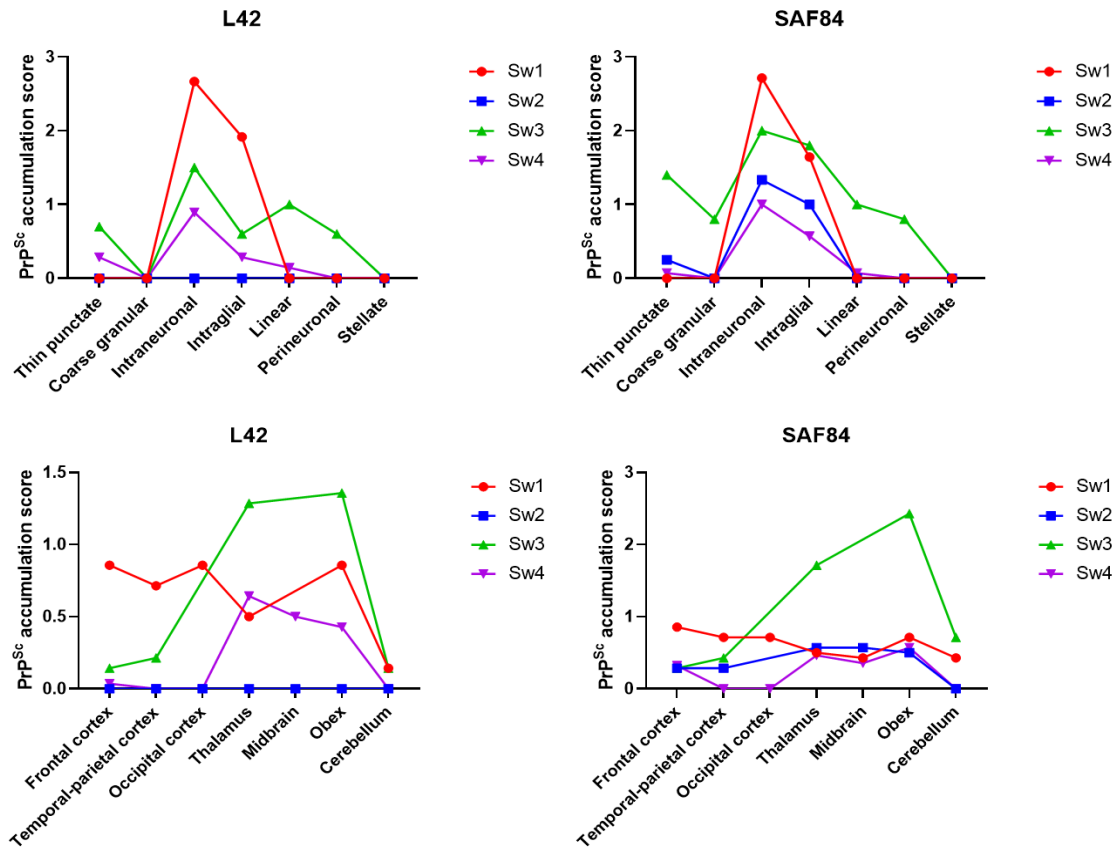 L42
PrP^Sc accumulation score
3
2
1
0
Thin punctate
Coarse granular
Intraneuronal
Intraglial
Linear
Perineuronal
Stellate
Sw1
Sw2
Sw3
Sw4
SAF84
PrP^Sc accumulation score
3
2
1
0
Thin punctate
Coarse granular
Intraneuronal
Intraglial
Linear
Perineuronal
Stellate
Sw1
Sw2
Sw3
Sw4
L42
PrP^Sc accumulation score
1.5
1.0
0.5
0.0
Frontal cortex
Temporal-parietal cortex
Occipital cortex
Thalamus
Midbrain
Obex
Cerebellum
Sw1
Sw2
Sw3
Sw4
SAF84
PrP^Sc accumulation score
3
2
1
0
Frontal cortex
Temporal-parietal cortex
Occipital cortex
Thalamus
Midbrain
Obex
Cerebellum
Sw1
Sw2
Sw3
Sw4